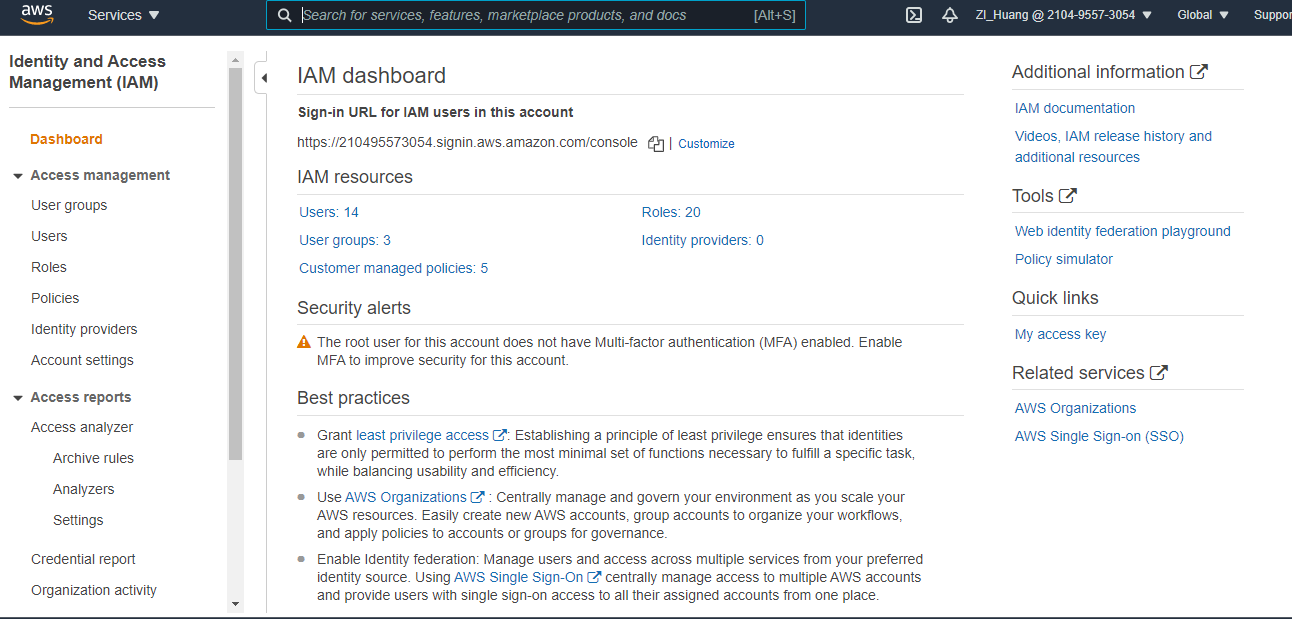 aws
Services
Search for services, features, marketplace products, and docs
[Alt+S]
ZI_Huang @ 2104-9557-3054
Global
Suppor
Identity and Access
Management (IAM)
Dashboard
Access management
User groups
Users
Roles
Policies
Identity providers
Account settings
Access reports
Access analyzer
Archive rules
Analyzers
Settings
Credential report
Organization activity
IAM dashboard
Sign-in URL for IAM users in this account
https://210495573054.signin.aws.amazon.com/console | Customize
IAM resources
Users: 14
Roles: 20
User groups: 3
Identity providers: 0
Customer managed policies: 5
Security alerts
The root user for this account does not have Multi-factor authentication (MFA) enabled. Enable
MFA to improve security for this account.
Best practices
Grant least privilege access : Establishing a principle of least privilege ensures that identities
are only permitted to perform the most minimal set of functions necessary to fulfill a specific task,
while balancing usability and efficiency.
Use AWS Organizations : Centrally manage and govern your environment as you scale your
AWS resources. Easily create new AWS accounts, group accounts to organize your workflows,
and apply policies to accounts or groups for governance.
Enable Identity federation: Manage users and access across multiple services from your preferred
identity source. Using AWS Single Sign-On centrally manage access to multiple AWS accounts
and provide users with single sign-on access to all their assigned accounts from one place.
Additional information
IAM documentation
Videos, IAM release history and
additional resources
Tools
Web identity federation playground
Policy simulator
Quick links
My access key
Related services
AWS Organizations
AWS Single Sign-on (SSO)